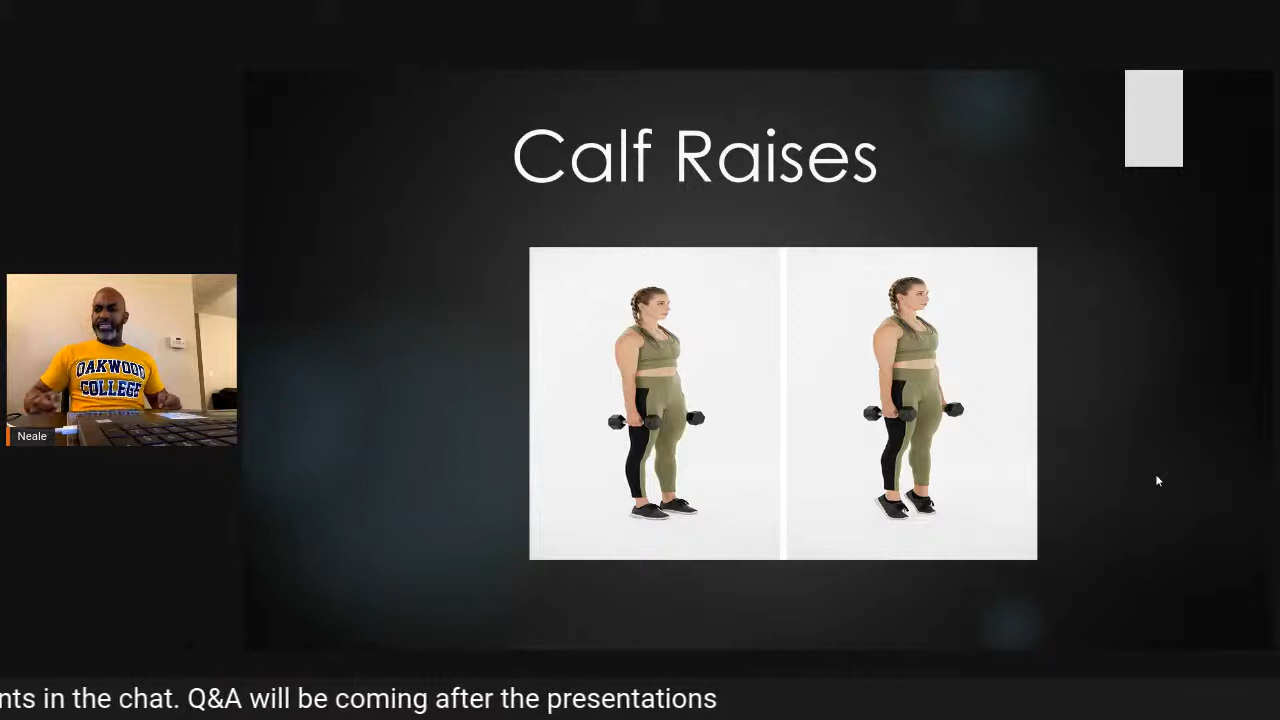 Calf Raises
OAKWOOD
COLLEGE
Neale
nts in the chat. Q&A will be coming after the presentations